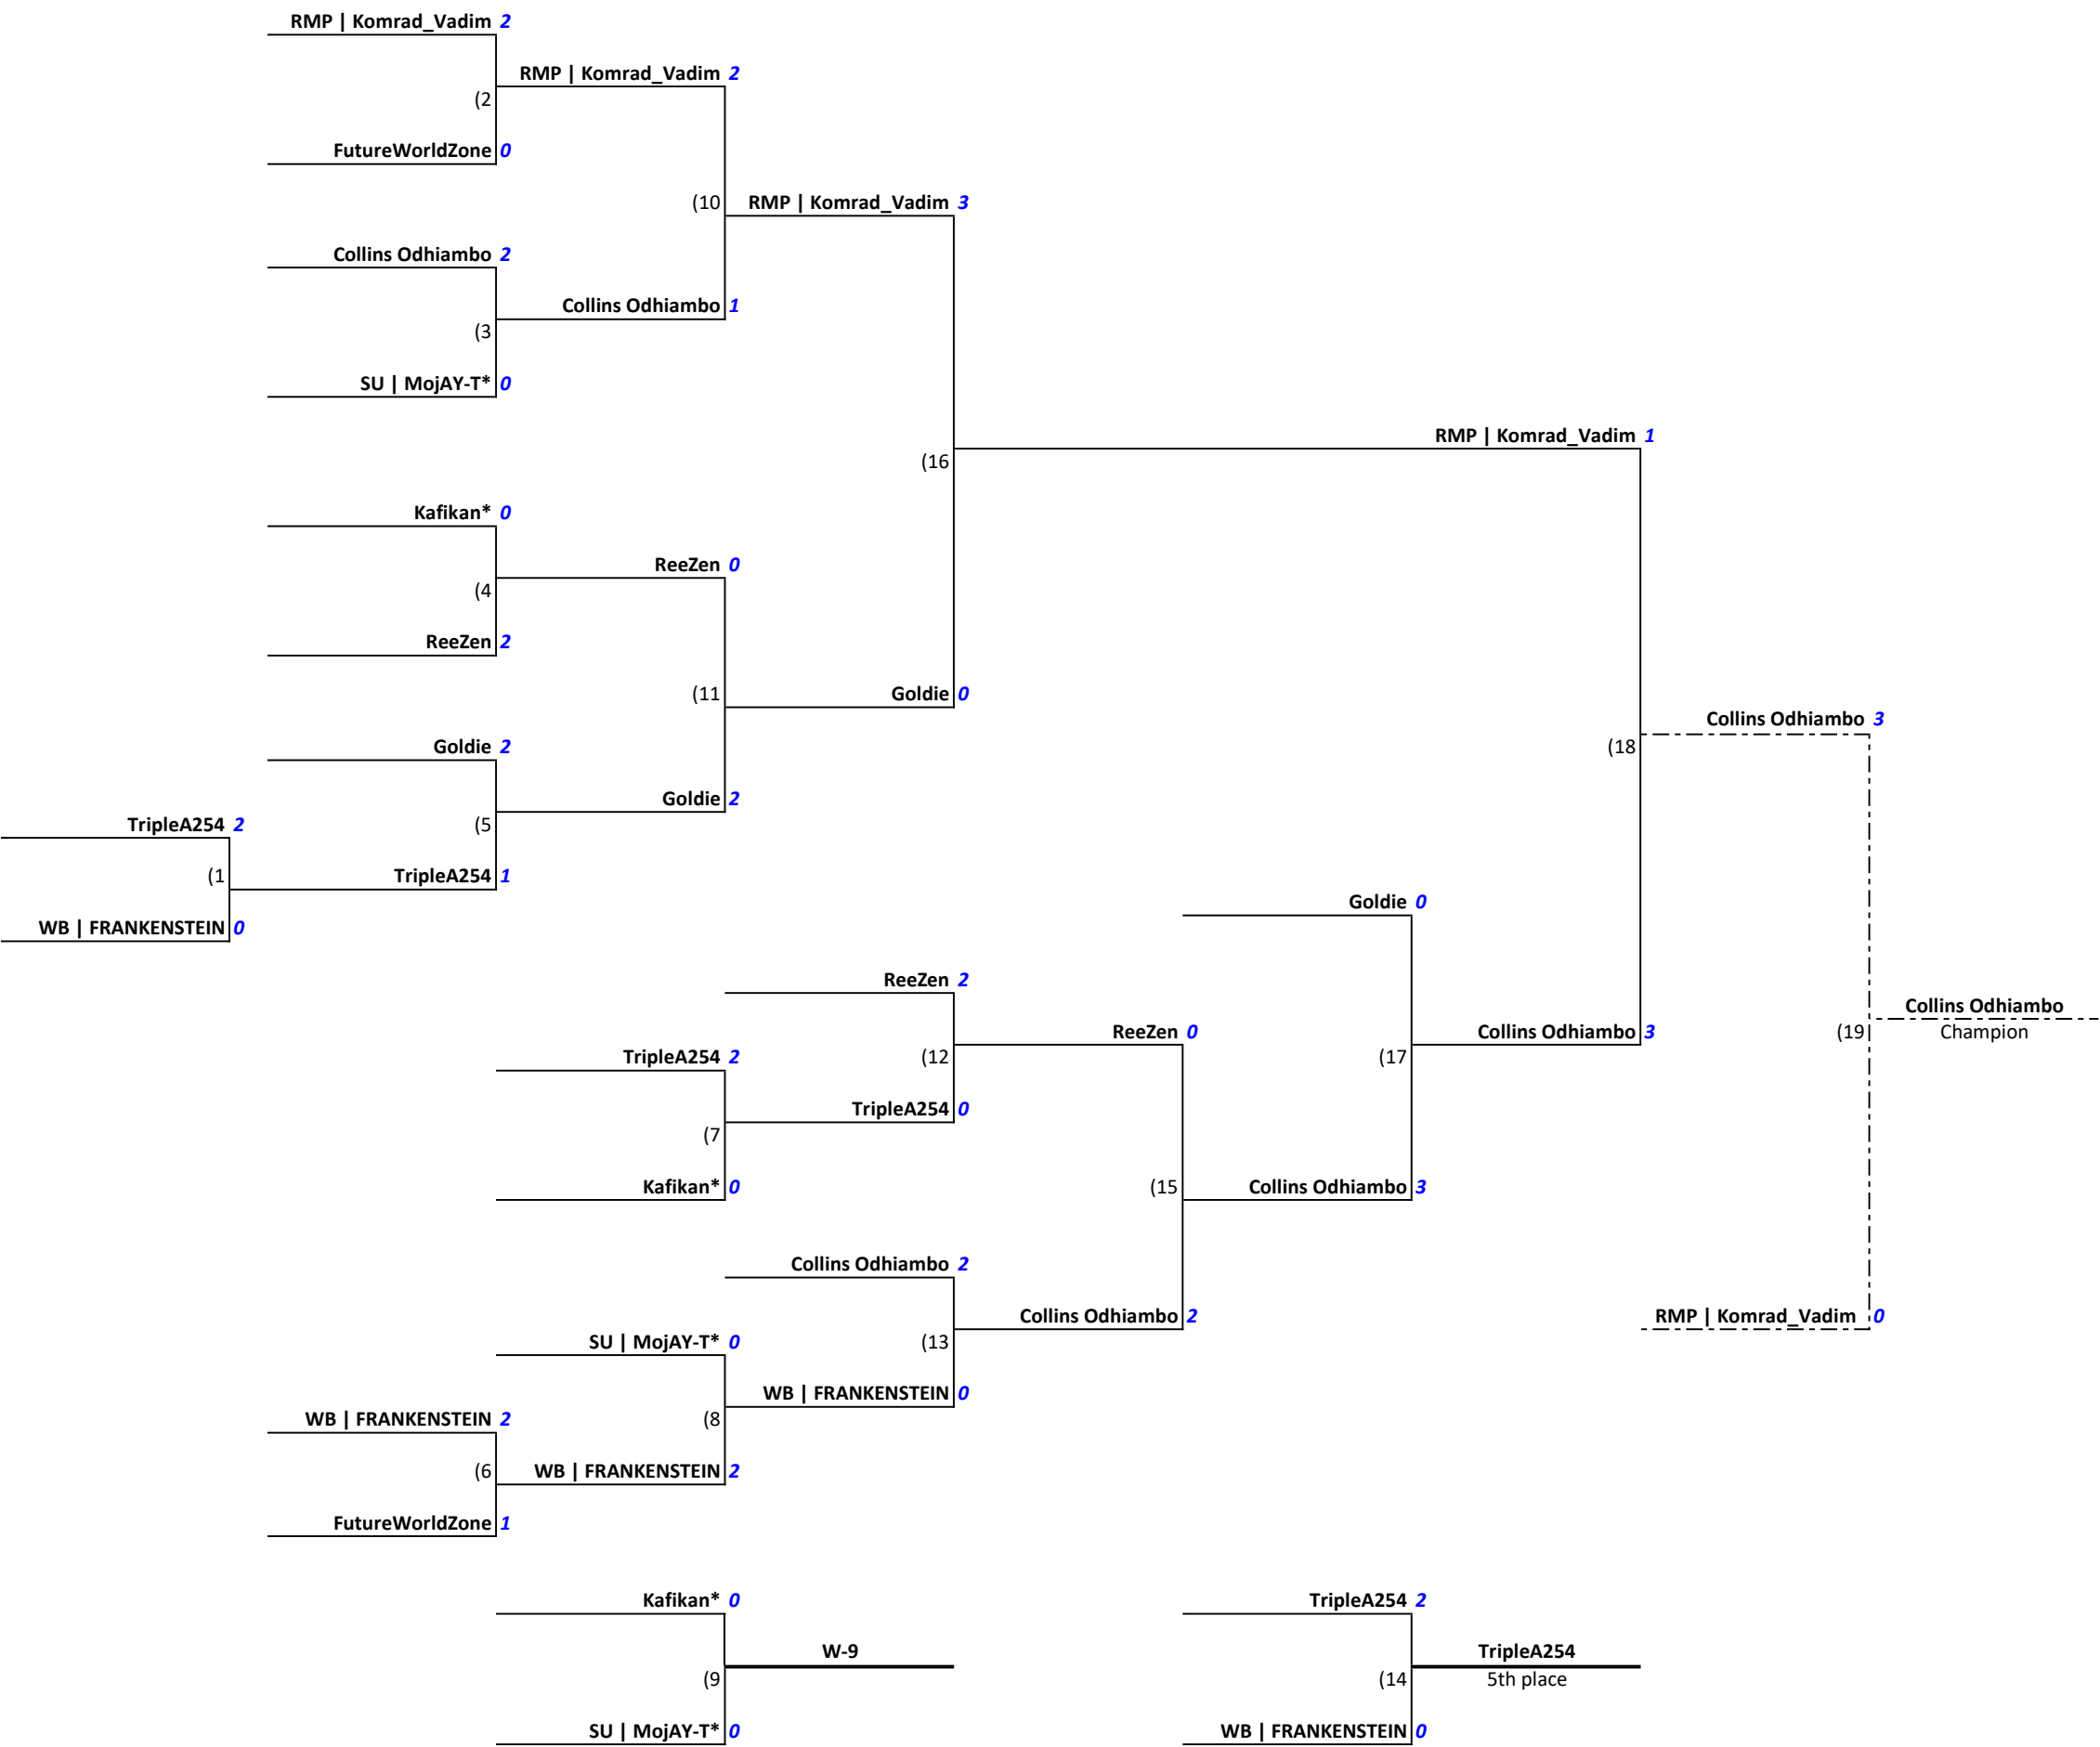 RMP | Komrad_Vadim 2
RMP | Komrad_Vadim 2
(2
FutureWorldZone 0
(10
RMP | Komrad_Vadim 3
Collins Odhiambo 2
Collins Odhiambo 1
(3
SU | MojAY-T* 0
RMP | Komrad_Vadim 1
(16
Kafikan* 0
ReeZen 0
(4
ReeZen 2
(11
Goldie 0
Collins Odhiambo 3
Goldie 2
(18
Goldie 2
TripleA254 2
(5
(1
TripleA254 1
Goldie 0
WB | FRANKENSTEIN 0
ReeZen 2
Collins Odhiambo
ReeZen 0
Collins Odhiambo 3
(19
Champion
TripleA254 2
(12
(17
TripleA254 0
(7
Kafikan* 0
(15
Collins Odhiambo 3
Collins Odhiambo 2
Collins Odhiambo 2
RMP | Komrad_Vadim 0
SU | MojAY-T* 0
(13
WB | FRANKENSTEIN 0
WB | FRANKENSTEIN 2
(8
(6
WB | FRANKENSTEIN 2
FutureWorldZone 1
Kafikan* 0
TripleA254 2
W-9
TripleA254
(9
(14
5th place
SU | MojAY-T* 0
WB | FRANKENSTEIN 0